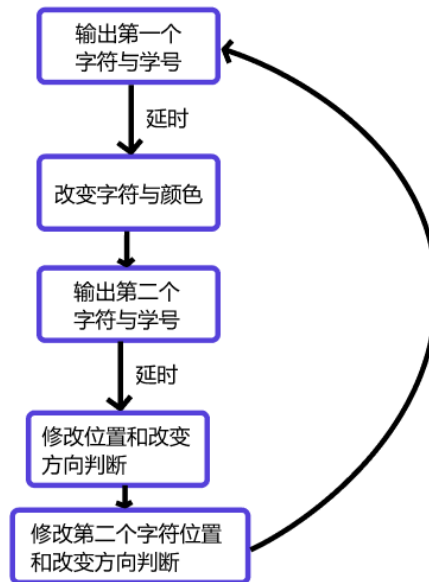 输出第一个
字符与学号
延时
改变字符与颜色
输出第二个
字符与学号
延时
修改位置和改变
方向判断
修改第二个字符位置
和改变方向判断